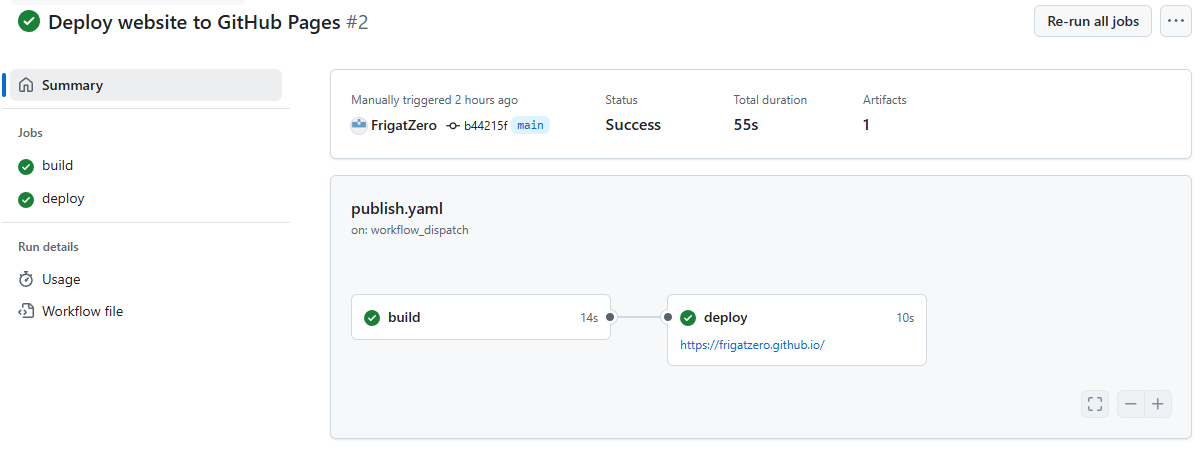 Deploy website to GitHub Pages #2
Re-run all jobs
Summary
Jobs
build
deploy
Run details
Usage
Workflow file
Manually triggered 2 hours ago
FrigatZero b44215f main
Status
Success
Total duration
55s
Artifacts
1
publish.yaml
on: workflow_dispatch
build 14s
deploy 10s
https://frigatzero.github.io/